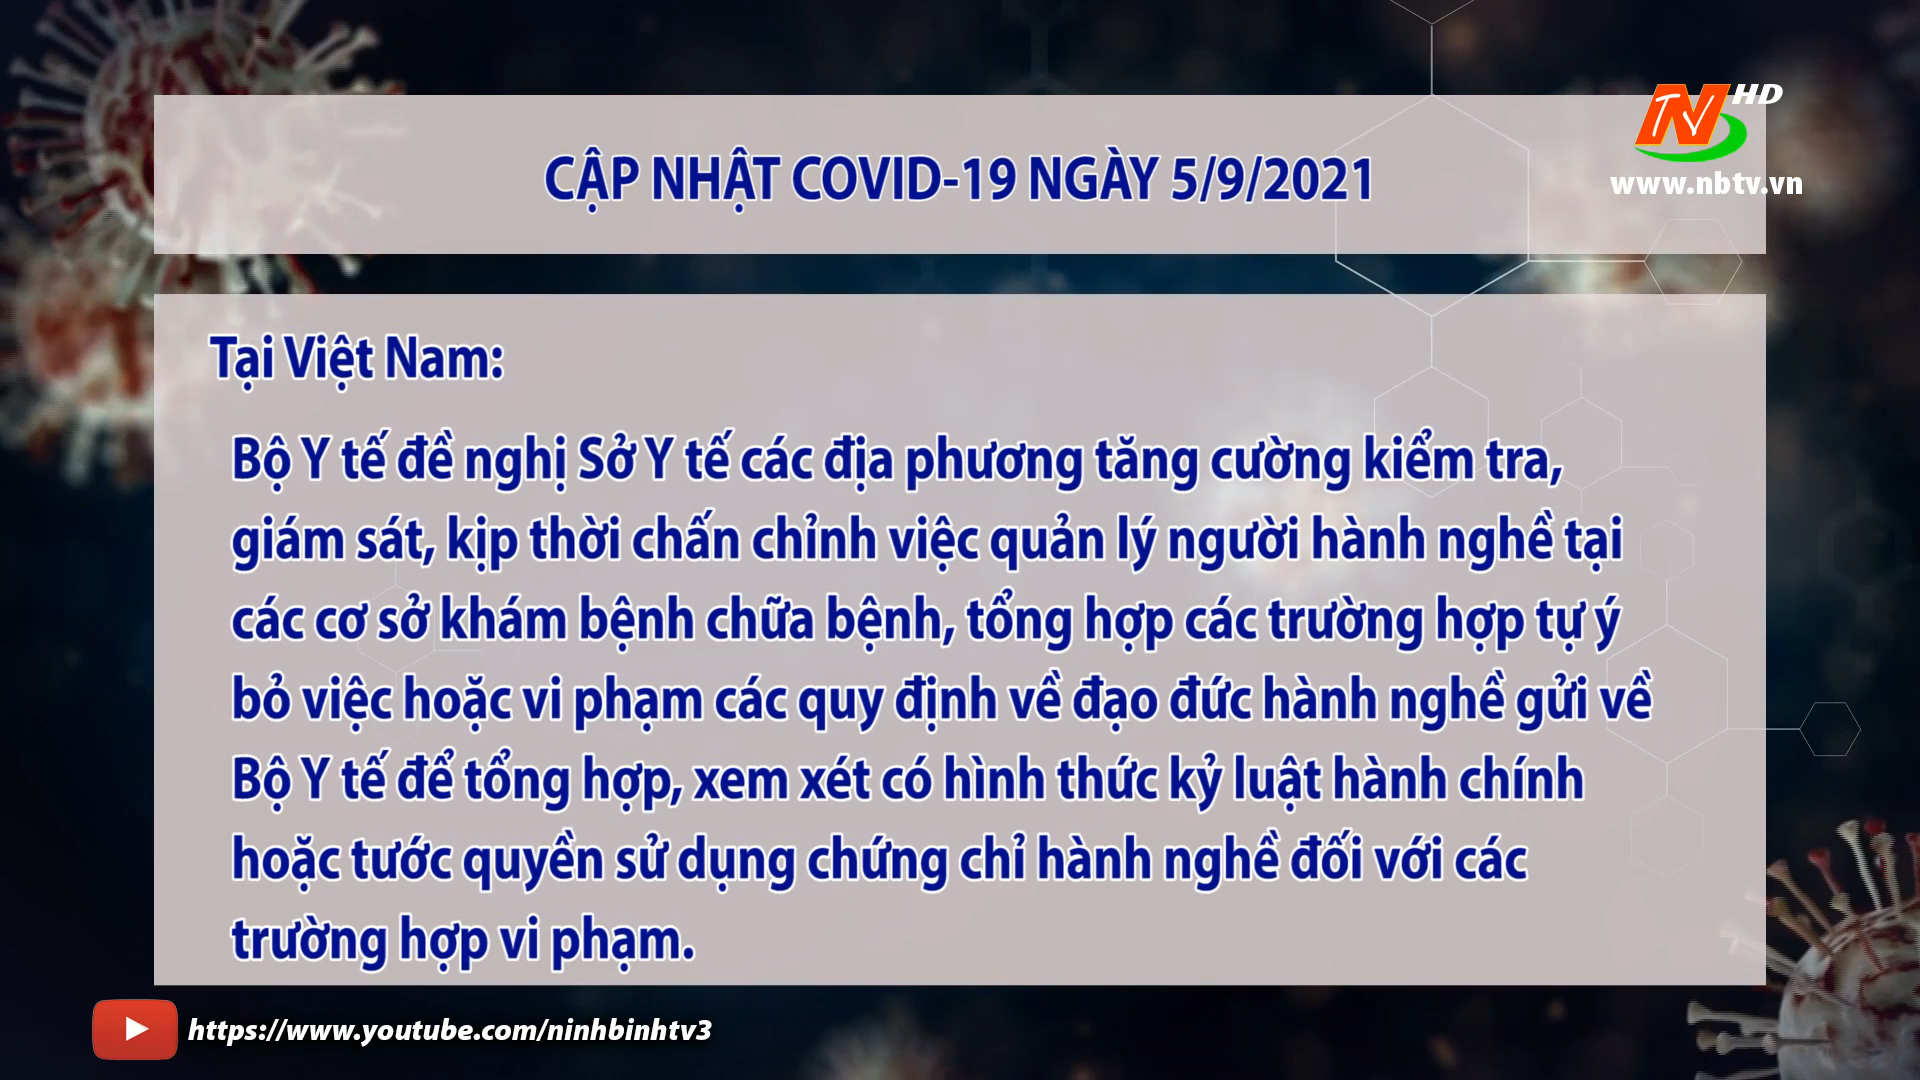 HD
NTV
www.nbtv.vn
CẬP NHẬT COVID-19 NGÀY 5/9/2021
Tại Việt Nam:
Bộ Y tế đề nghị Sở Y tế các địa phương tăng cường kiểm tra,
giám sát, kịp thời chấn chỉnh việc quản lý người hành nghề tại
các cơ sở khám bệnh chữa bệnh, tổng hợp các trường hợp tự ý
bỏ việc hoặc vi phạm các quy định về đạo đức hành nghề gửi về
Bộ Y tế để tổng hợp, xem xét có hình thức kỷ luật hành chính
hoặc tước quyền sử dụng chứng chỉ hành nghề đối với các
trường hợp vi phạm.
https://www.youtube.com/ninhbinhtv3